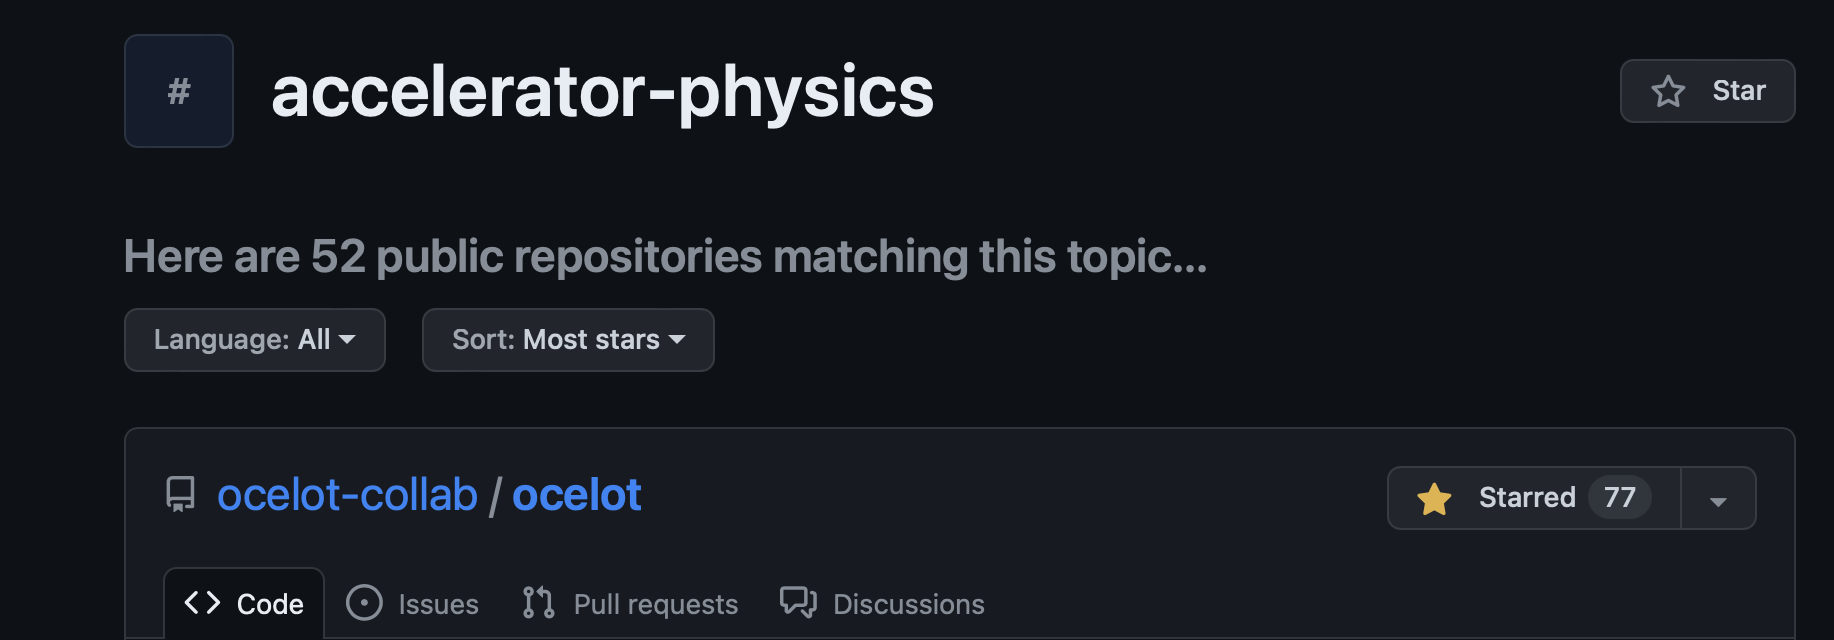 # accelerator-physics
Star
Here are 52 public repositories matching this topic...
Language: All
Sort: Most stars
ocelot-collab / ocelot
Starred 77
Code
Issues
Pull requests
Discussions